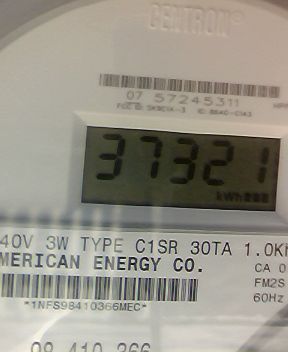 CENTRON®
07 57245311
37321
kWh
40V 3W TYPE C1SR 30TA 1.0K
MERICAN ENERGY CO.
CA 0
FM2S
60Hz
*1NFS98410366MEC*
98 410 366